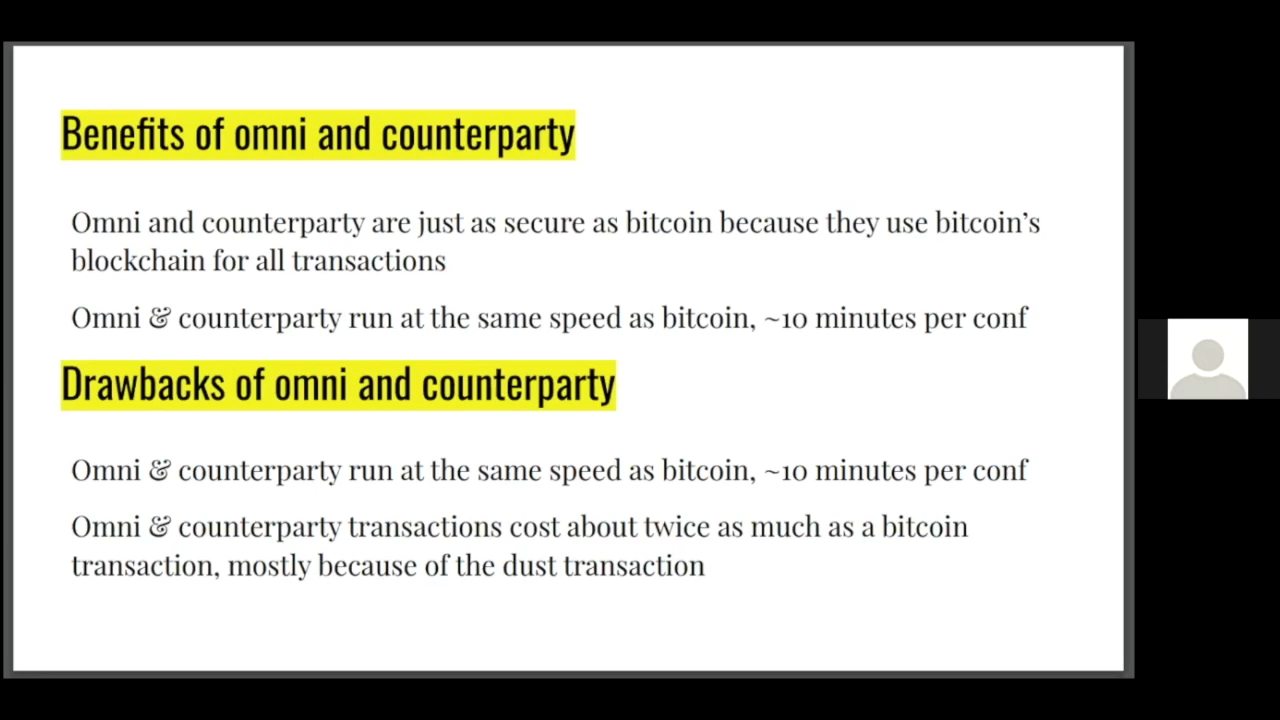 Benefits of omni and counterparty
Omni and counterparty are just as secure as bitcoin because they use bitcoin’s
blockchain for all transactions
Omni & counterparty run at the same speed as bitcoin, ~10 minutes per conf
Drawbacks of omni and counterparty
Omni & counterparty run at the same speed as bitcoin, ~10 minutes per conf
Omni & counterparty transactions cost about twice as much as a bitcoin
transaction, mostly because of the dust transaction